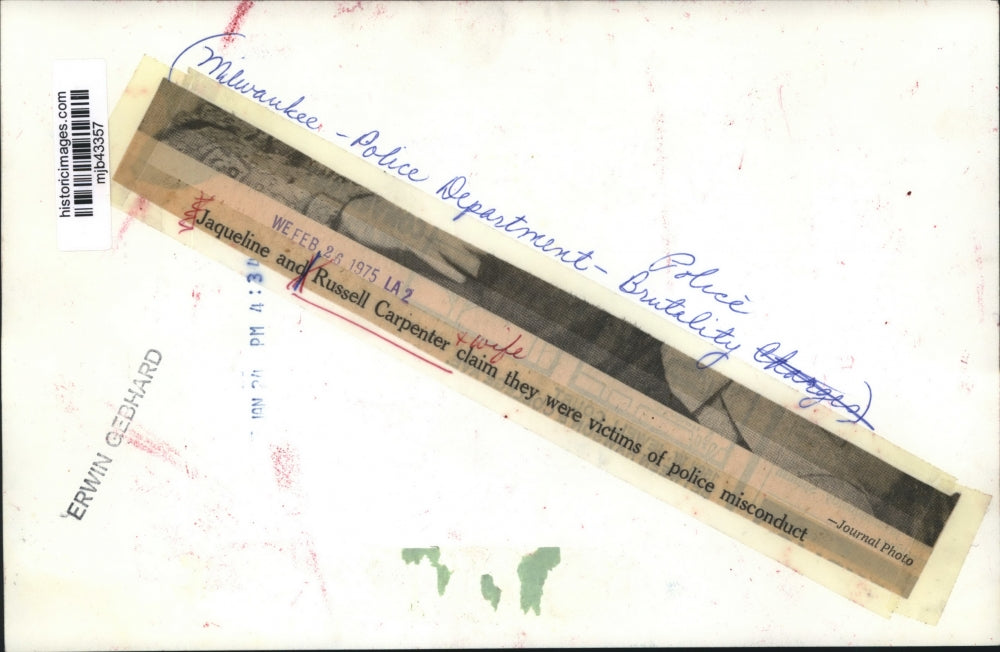 historicimages.com
mjb43357
(Milwaukee - Police Department - Police
Brutality Charges)
WE FEB 26 1975 LA 2
Jaqueline and Russell Carpenter claim they were victims of police misconduct
+ wife
—Journal Photo
PM 4:3
ERWIN GEBHARD